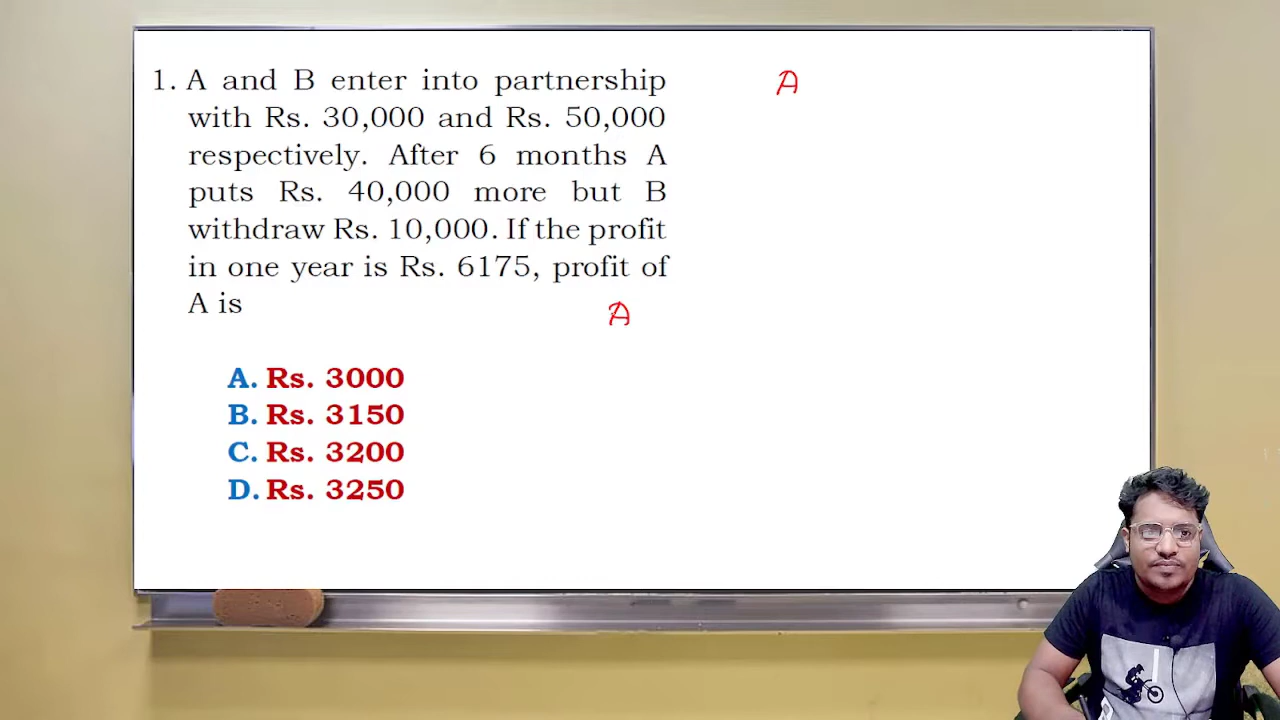 1. A and B enter into partnership
with Rs. 30,000 and Rs. 50,000
respectively. After 6 months A
puts Rs. 40,000 more but B
withdraw Rs. 10,000. If the profit
in one year is Rs. 6175, profit of
A is
A. Rs. 3000
B. Rs. 3150
C. Rs. 3200
D. Rs. 3250
A
A